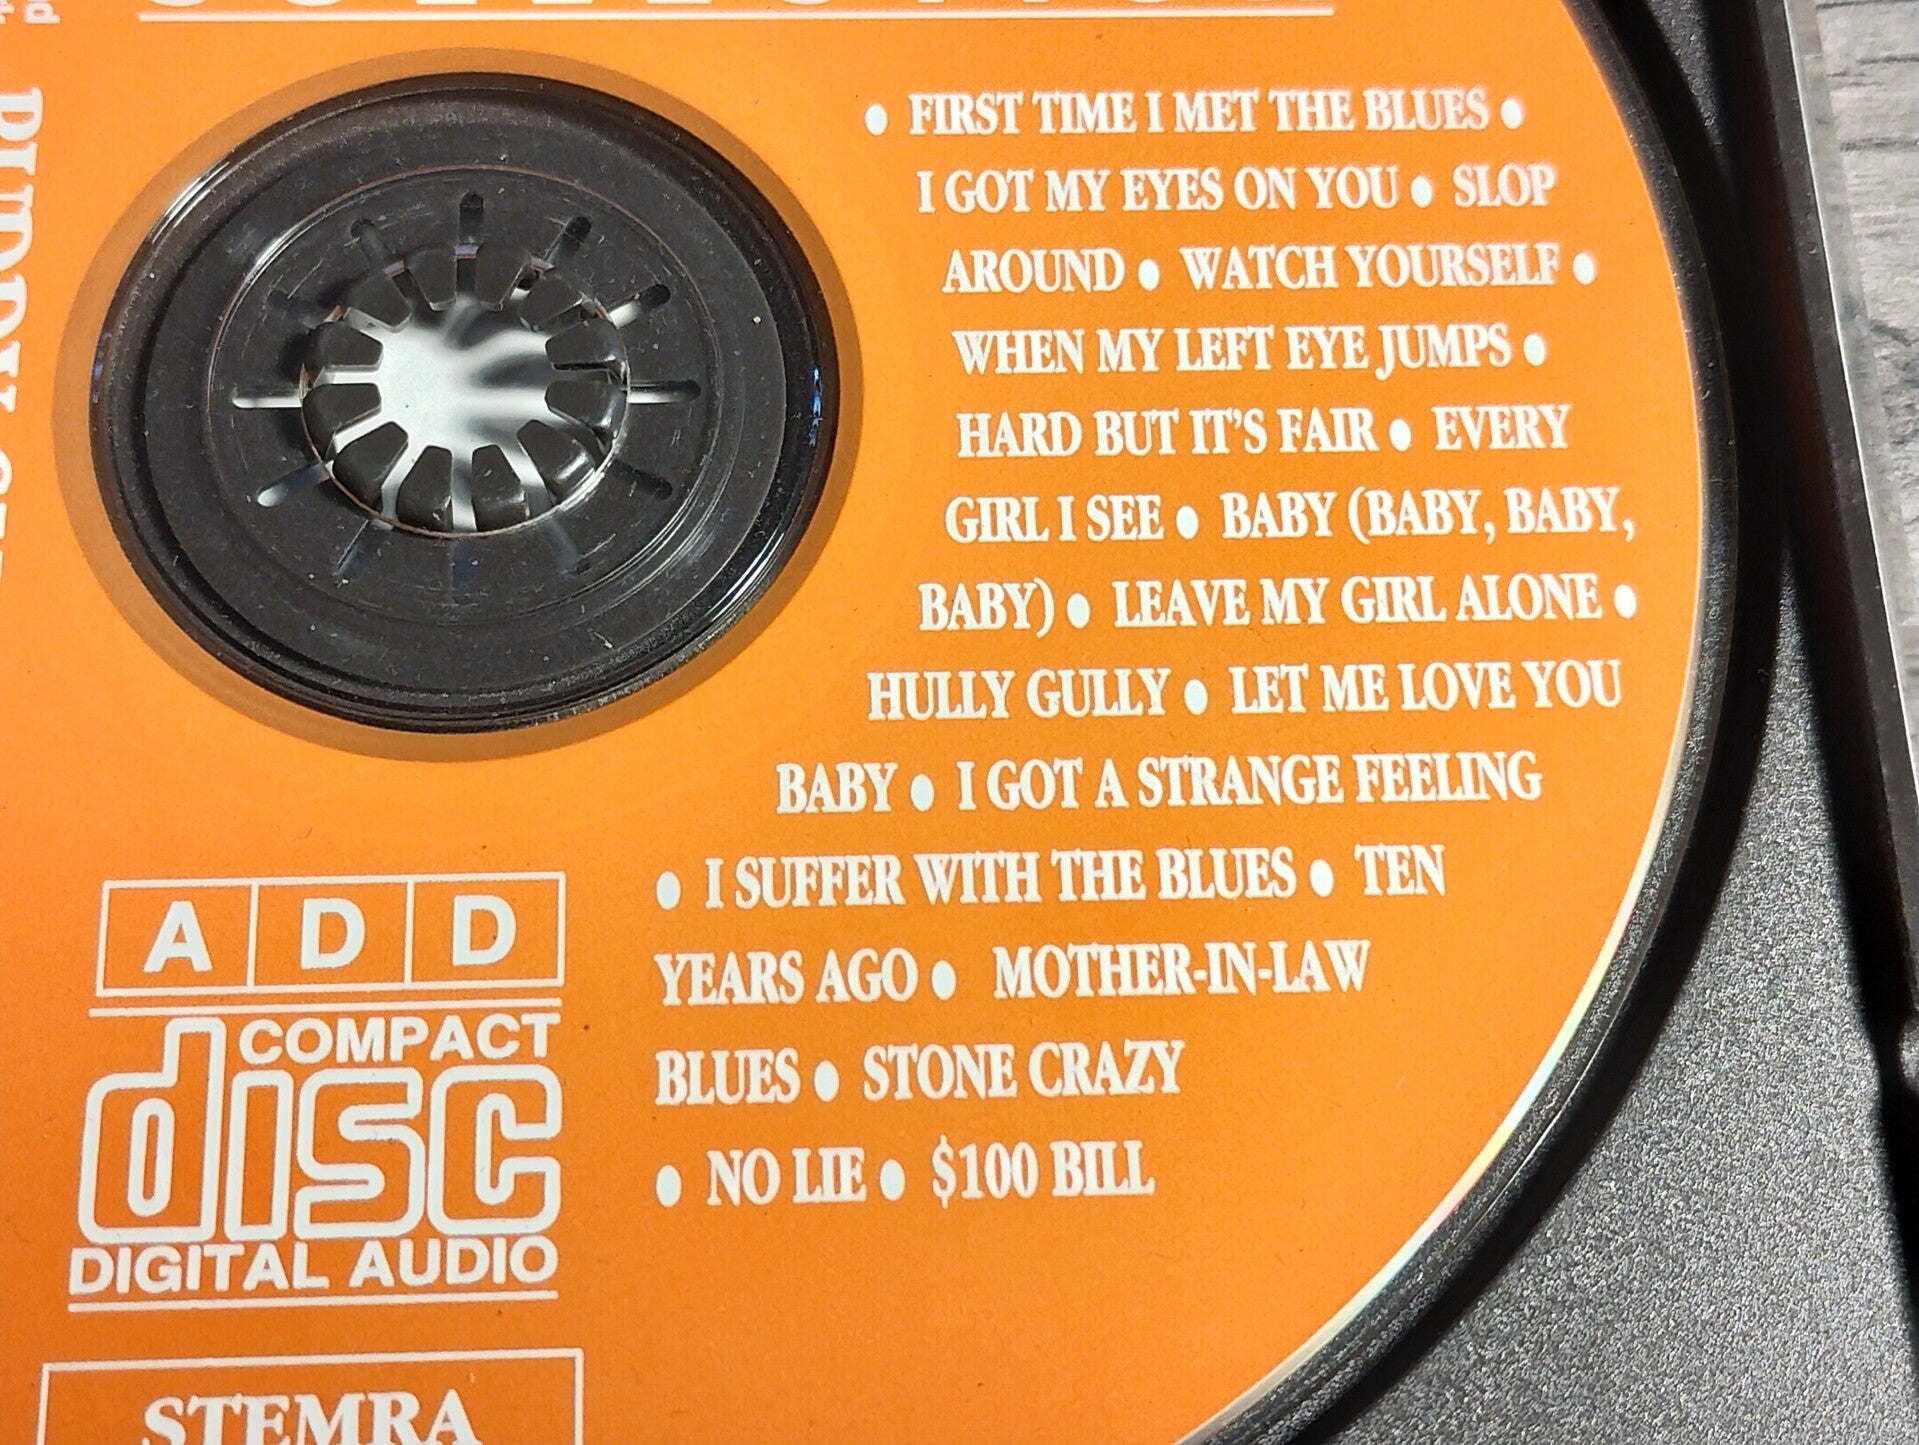 • FIRST TIME I MET THE BLUES •
I GOT MY EYES ON YOU • SLOP
AROUND • WATCH YOURSELF •
WHEN MY LEFT EYE JUMPS •
HARD BUT IT'S FAIR • EVERY
GIRL I SEE • BABY (BABY, BABY,
BABY) • LEAVE MY GIRL ALONE •
HULLY GULLY • LET ME LOVE YOU
BABY • I GOT A STRANGE FEELING
• I SUFFER WITH THE BLUES • TEN
YEARS AGO • MOTHER-IN-LAW
BLUES • STONE CRAZY
• NO LIE • $100 BILL
A D D
COMPACT
disc
DIGITAL AUDIO
STEMRA